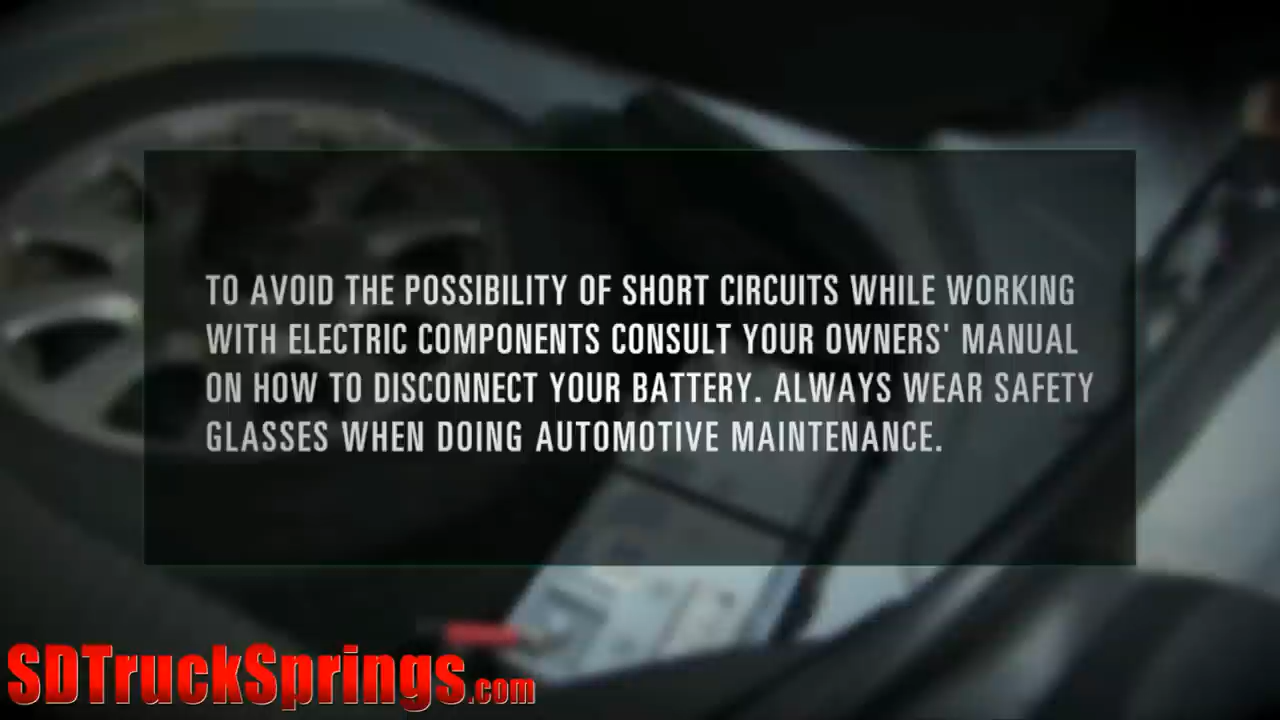 TO AVOID THE POSSIBILITY OF SHORT CIRCUITS WHILE WORKING
WITH ELECTRIC COMPONENTS CONSULT YOUR OWNERS' MANUAL
ON HOW TO DISCONNECT YOUR BATTERY. ALWAYS WEAR SAFETY
GLASSES WHEN DOING AUTOMOTIVE MAINTENANCE.
SDTruckSprings.com